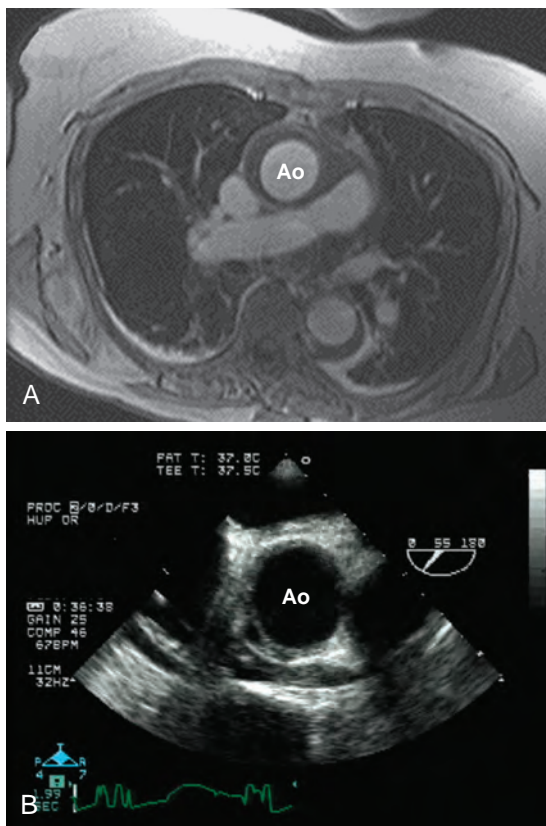 Ao
A
PAT T: 37.0C
TEE T: 37.5C
PROC 2/0/D/F3
HUP OR
0 55 180
Ao
0:36:38
GAIN 25
COMP 46
67BPM
11CM
32HZ
P R
4 7
1.99
SEC
B